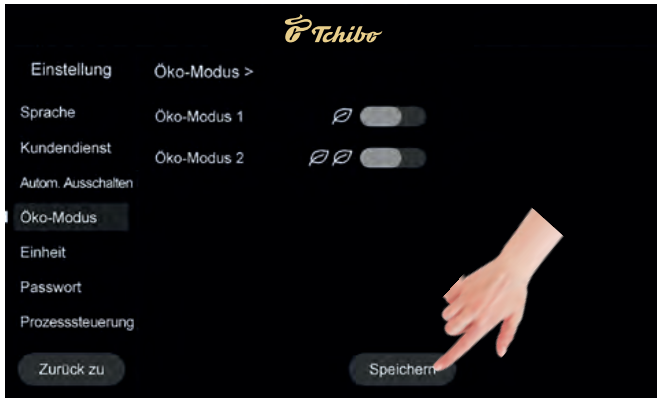 Tchibo
Einstellung
Öko-Modus >
Sprache
Öko-Modus 1
Kundendienst
Öko-Modus 2
Autom. Ausschalten
Öko-Modus
Einheit
Passwort
Prozesssteuerung
Zurück zu
Speichern